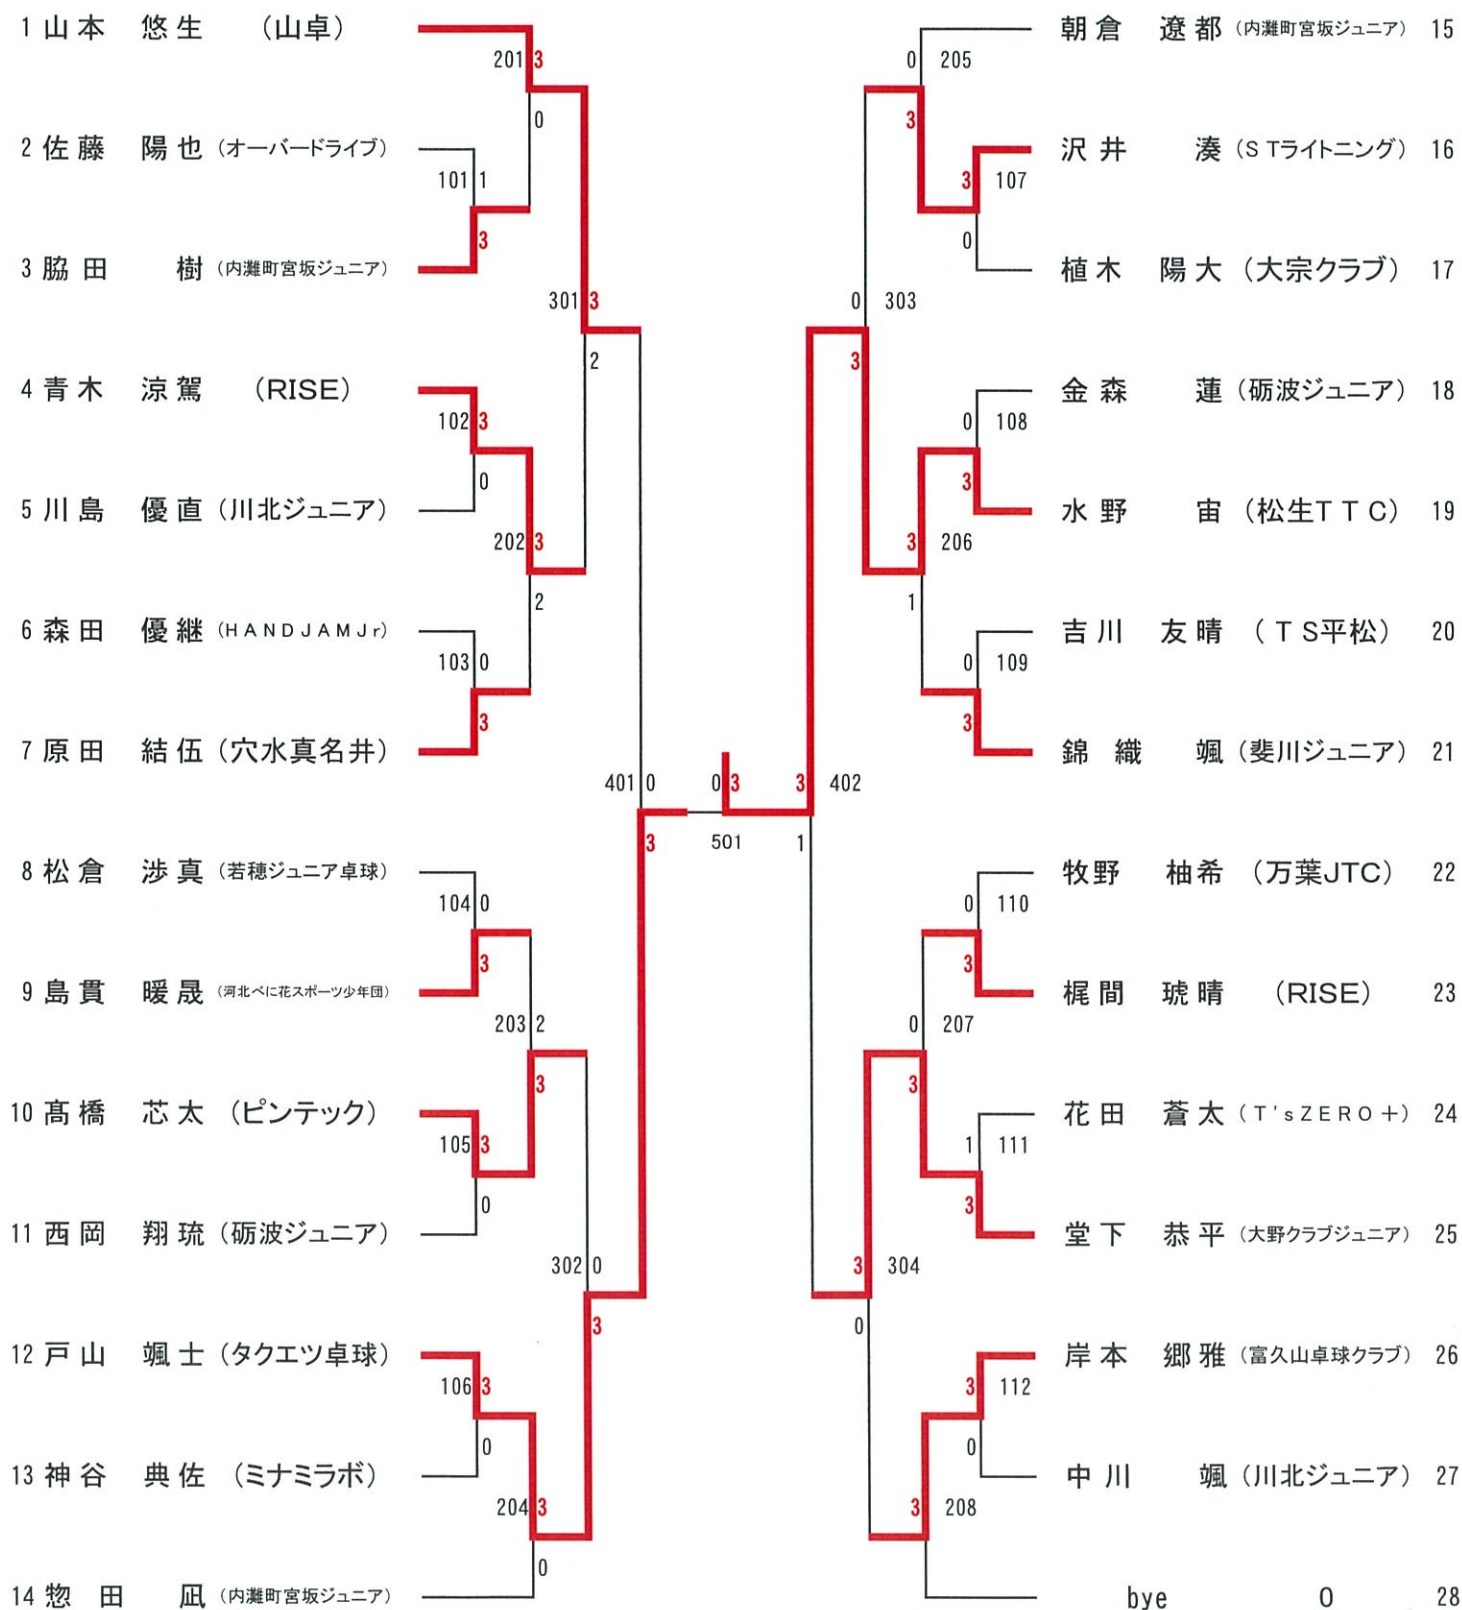 1 山本 悠生 (山卓)
201 3
0
2 佐藤 陽也 (オーバードライブ)
101 1
3
3 脇田 樹 (内灘町宮坂ジュニア)
301 3
2
4 青木 涼駕 (RISE)
102 3
0
5 川島 優直 (川北ジュニア)
202 3
2
6 森田 優継 (HANDJAMJr)
103 0
3
7 原田 結伍 (穴水真名井)
401 0
3
8 松倉 渉真 (若穂ジュニア卓球)
104 0
3
9 島貫 暖晟 (河北べに花スポーツ少年団)
203 2
3
10 髙橋 芯太 (ピンテック)
105 3
0
11 西岡 翔琉 (砺波ジュニア)
302 0
3
12 戸山 颯士 (タクエツ卓球)
106 3
0
13 神谷 典佐 (ミナミラボ)
204 3
0
14 惣田 凪 (内灘町宮坂ジュニア)
0 3
501
朝倉 遼都 (内灘町宮坂ジュニア) 15
0 205
3
沢井 湊 (STライトニング) 16
3 107
0
植木 陽大 (大宗クラブ) 17
0 303
3
金森 蓮 (砺波ジュニア) 18
0 108
3
水野 宙 (松生TTC) 19
3 206
1
吉川 友晴 (TS平松) 20
0 109
3
錦織 颯 (斐川ジュニア) 21
3 402
1
牧野 柚希 (万葉JTC) 22
0 110
3
梶間 琥晴 (RISE) 23
0 207
3
花田 蒼太 (T'sZERO+) 24
1 111
3
堂下 恭平 (大野クラブジュニア) 25
3 304
0
岸本 郷雅 (富久山卓球クラブ) 26
3 112
0
中川 颯 (川北ジュニア) 27
3 208
bye 0 28